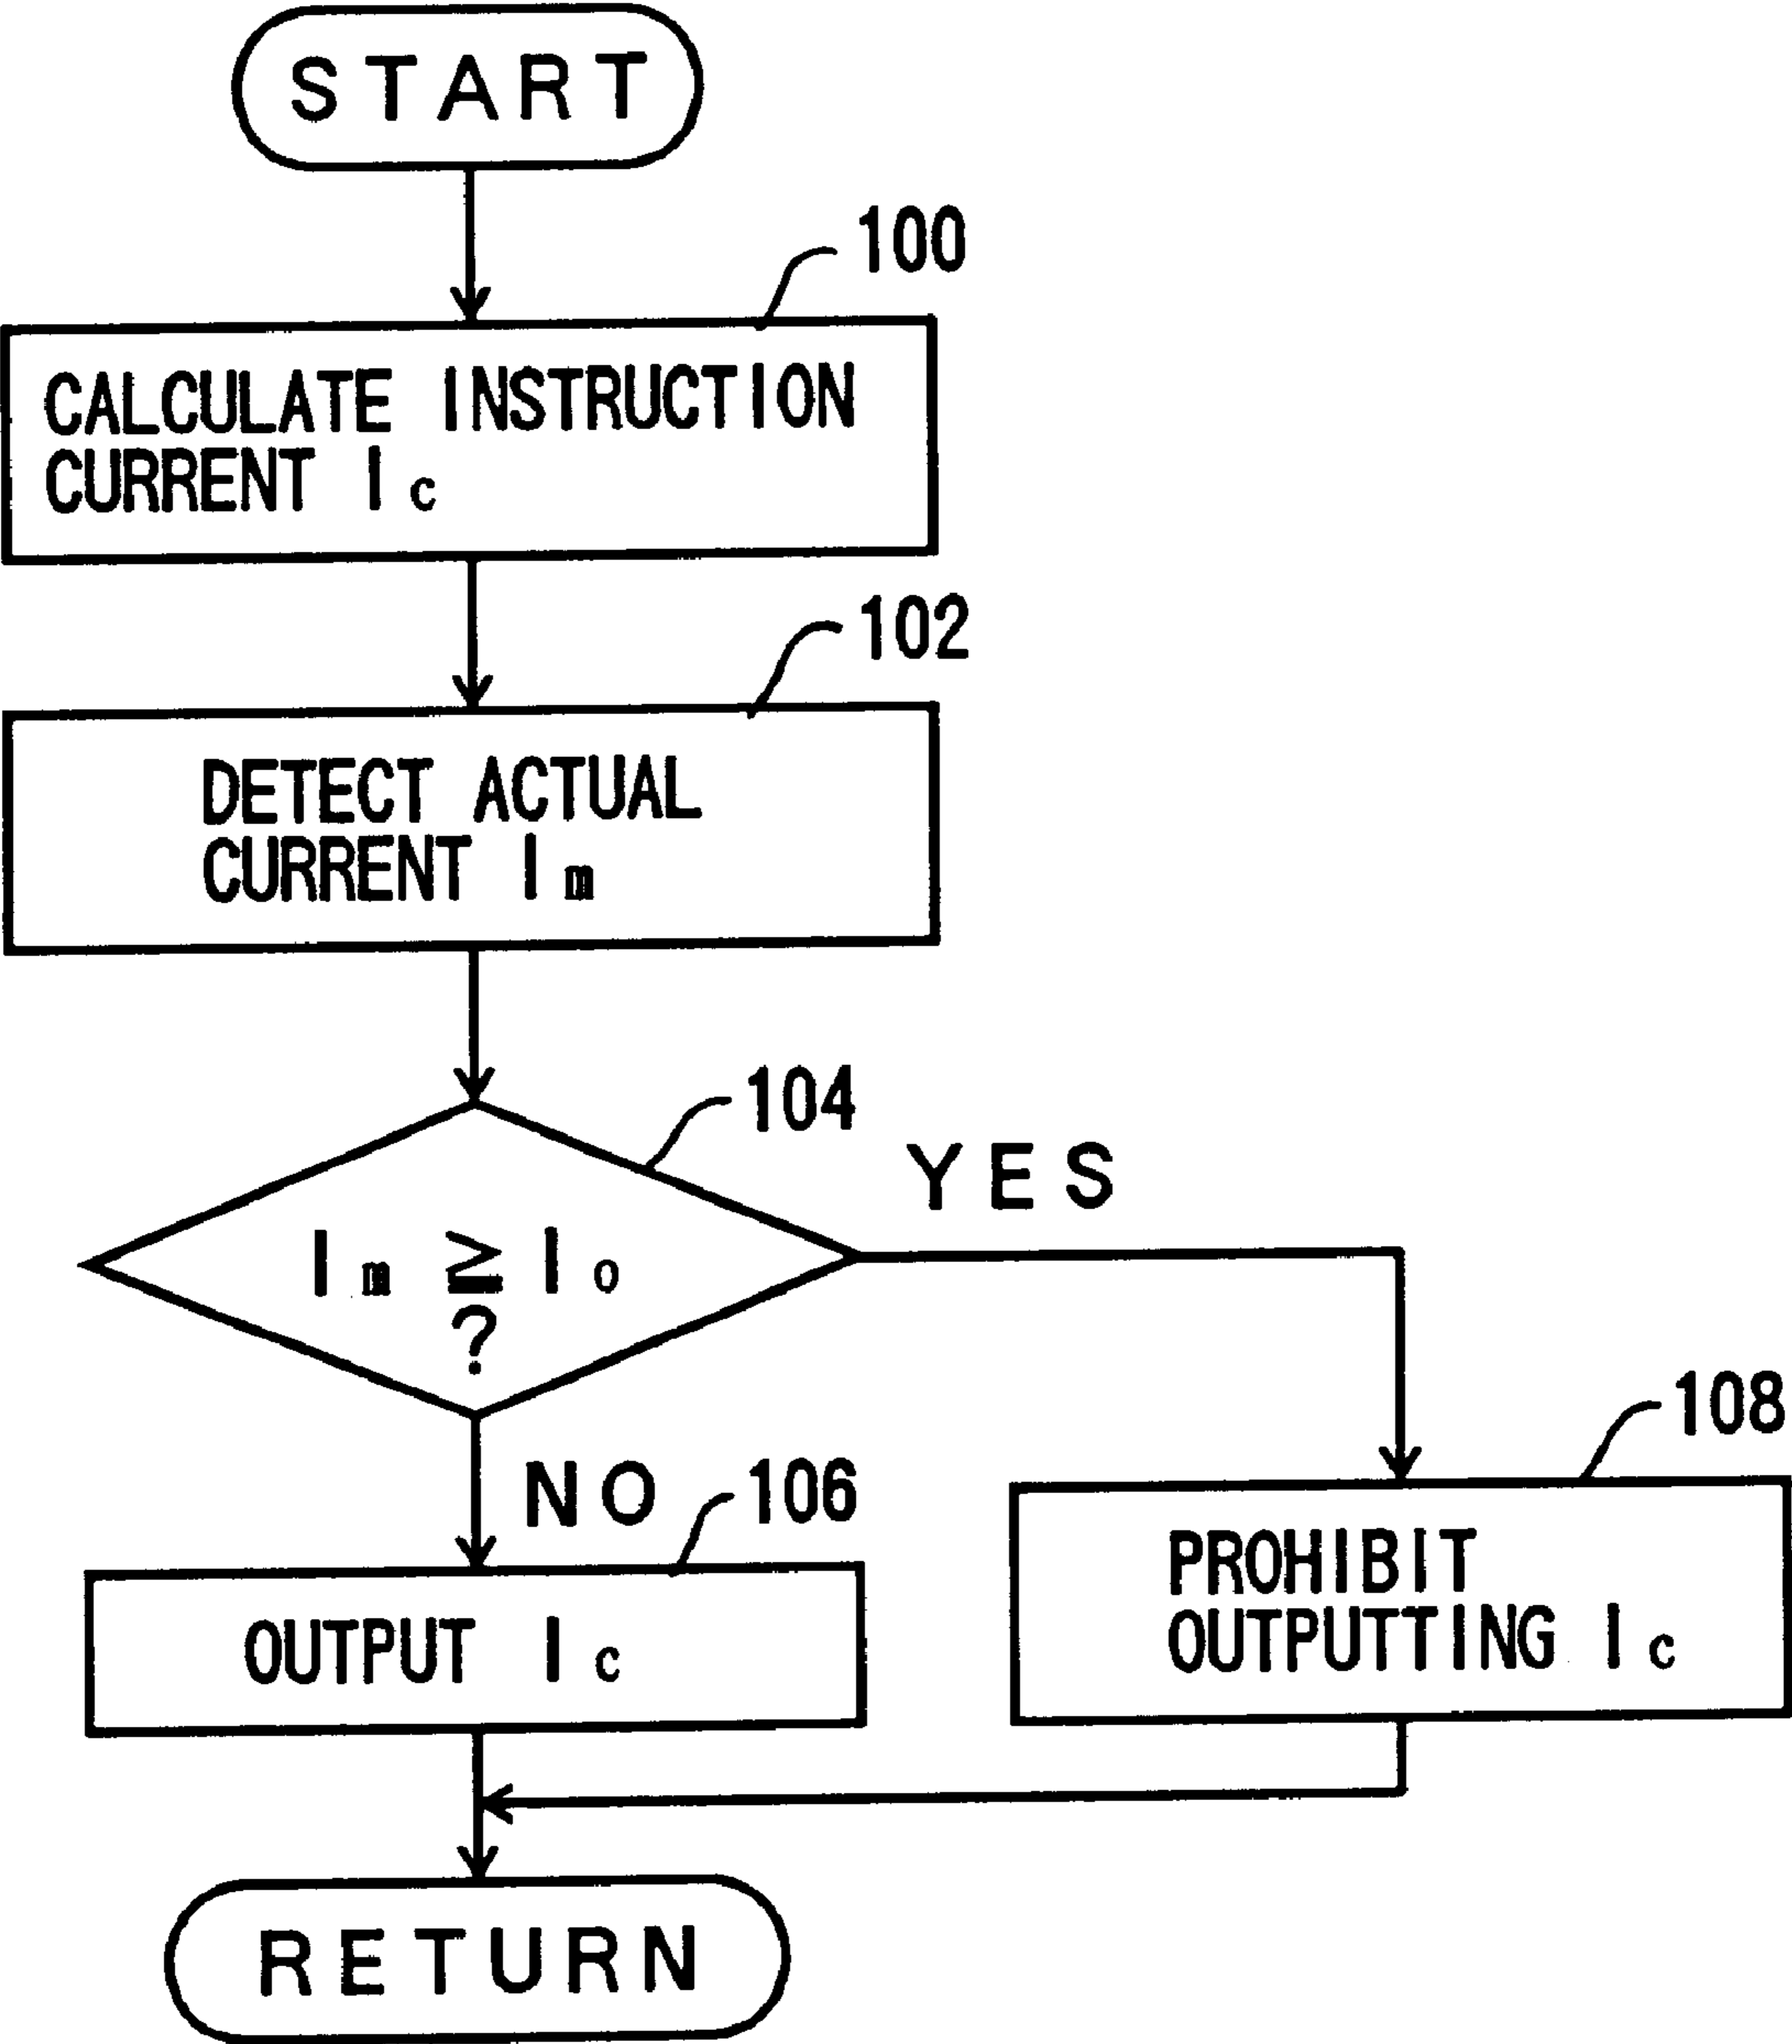 START
100
CALCULATE INSTRUCTION
CURRENT Ic
102
DETECT ACTUAL
CURRENT Im
104
YES
Im ≧ Io
?
108
NO
106
PROHIBIT
OUTPUTTING Ic
OUTPUT Ic
RETURN